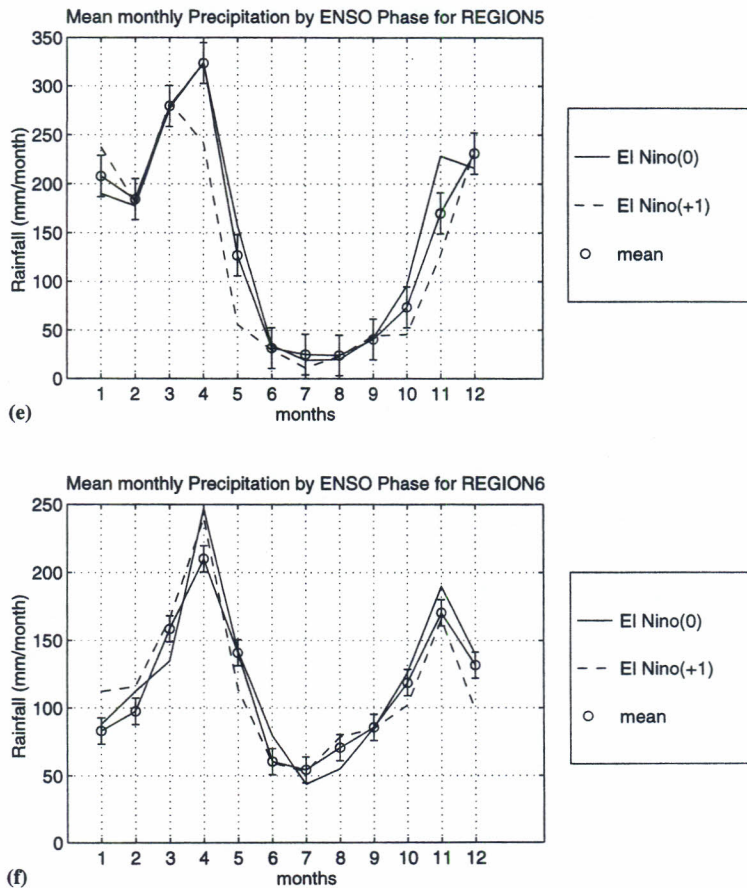 Mean monthly Precipitation by ENSO Phase for REGION5
350
300
250
200
150
100
50
0
Rainfall (mm/month)
1 2 3 4 5 6 7 8 9 10 11 12
months
El Nino(0)
El Nino(+1)
mean
(e)
Mean monthly Precipitation by ENSO Phase for REGION6
250
200
150
100
50
0
Rainfall (mm/month)
1 2 3 4 5 6 7 8 9 10 11 12
months
El Nino(0)
El Nino(+1)
mean
(f)